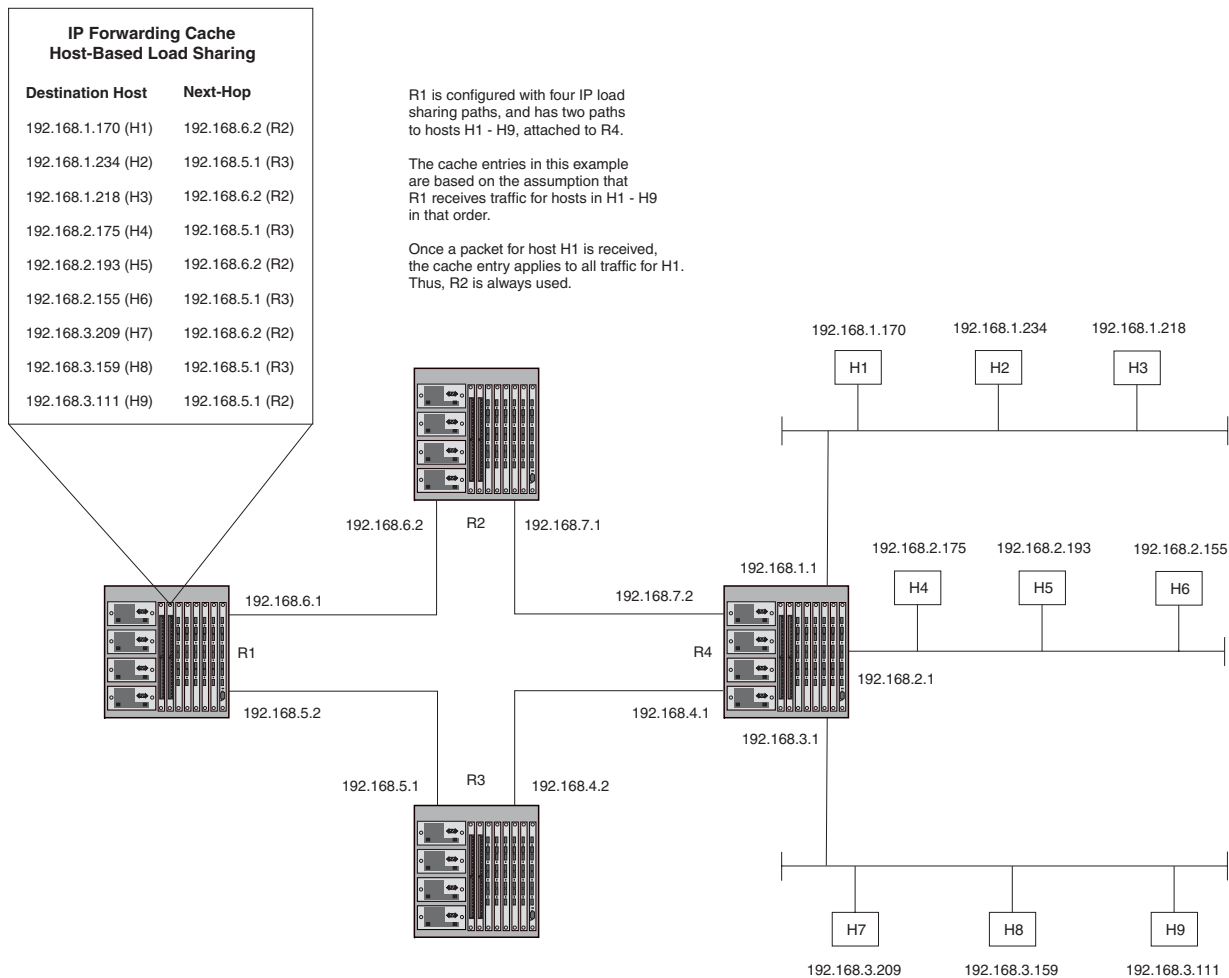 IP Forwarding Cache
Host-Based Load Sharing
Destination Host Next-Hop
192.168.1.170 (H1) 192.168.6.2 (R2)
192.168.1.234 (H2) 192.168.5.1 (R3)
192.168.1.218 (H3) 192.168.6.2 (R2)
192.168.2.175 (H4) 192.168.5.1 (R3)
192.168.2.193 (H5) 192.168.6.2 (R2)
192.168.2.155 (H6) 192.168.5.1 (R3)
192.168.3.209 (H7) 192.168.6.2 (R2)
192.168.3.159 (H8) 192.168.5.1 (R3)
192.168.3.111 (H9) 192.168.5.1 (R2)
R1 is configured with four IP load
sharing paths, and has two paths
to hosts H1 - H9, attached to R4.
The cache entries in this example
are based on the assumption that
R1 receives traffic for hosts in H1 - H9
in that order.
Once a packet for host H1 is received,
the cache entry applies to all traffic for H1.
Thus, R2 is always used.
192.168.1.170 192.168.1.234 192.168.1.218
H1 H2 H3
192.168.6.2 R2 192.168.7.1
192.168.2.175 192.168.2.193 192.168.2.155
192.168.1.1
H4 H5 H6
192.168.6.1 192.168.7.2
R1 R4
192.168.2.1
192.168.5.2 192.168.4.1
192.168.3.1
192.168.5.1 R3 192.168.4.2
H7 H8 H9
192.168.3.209 192.168.3.159 192.168.3.111